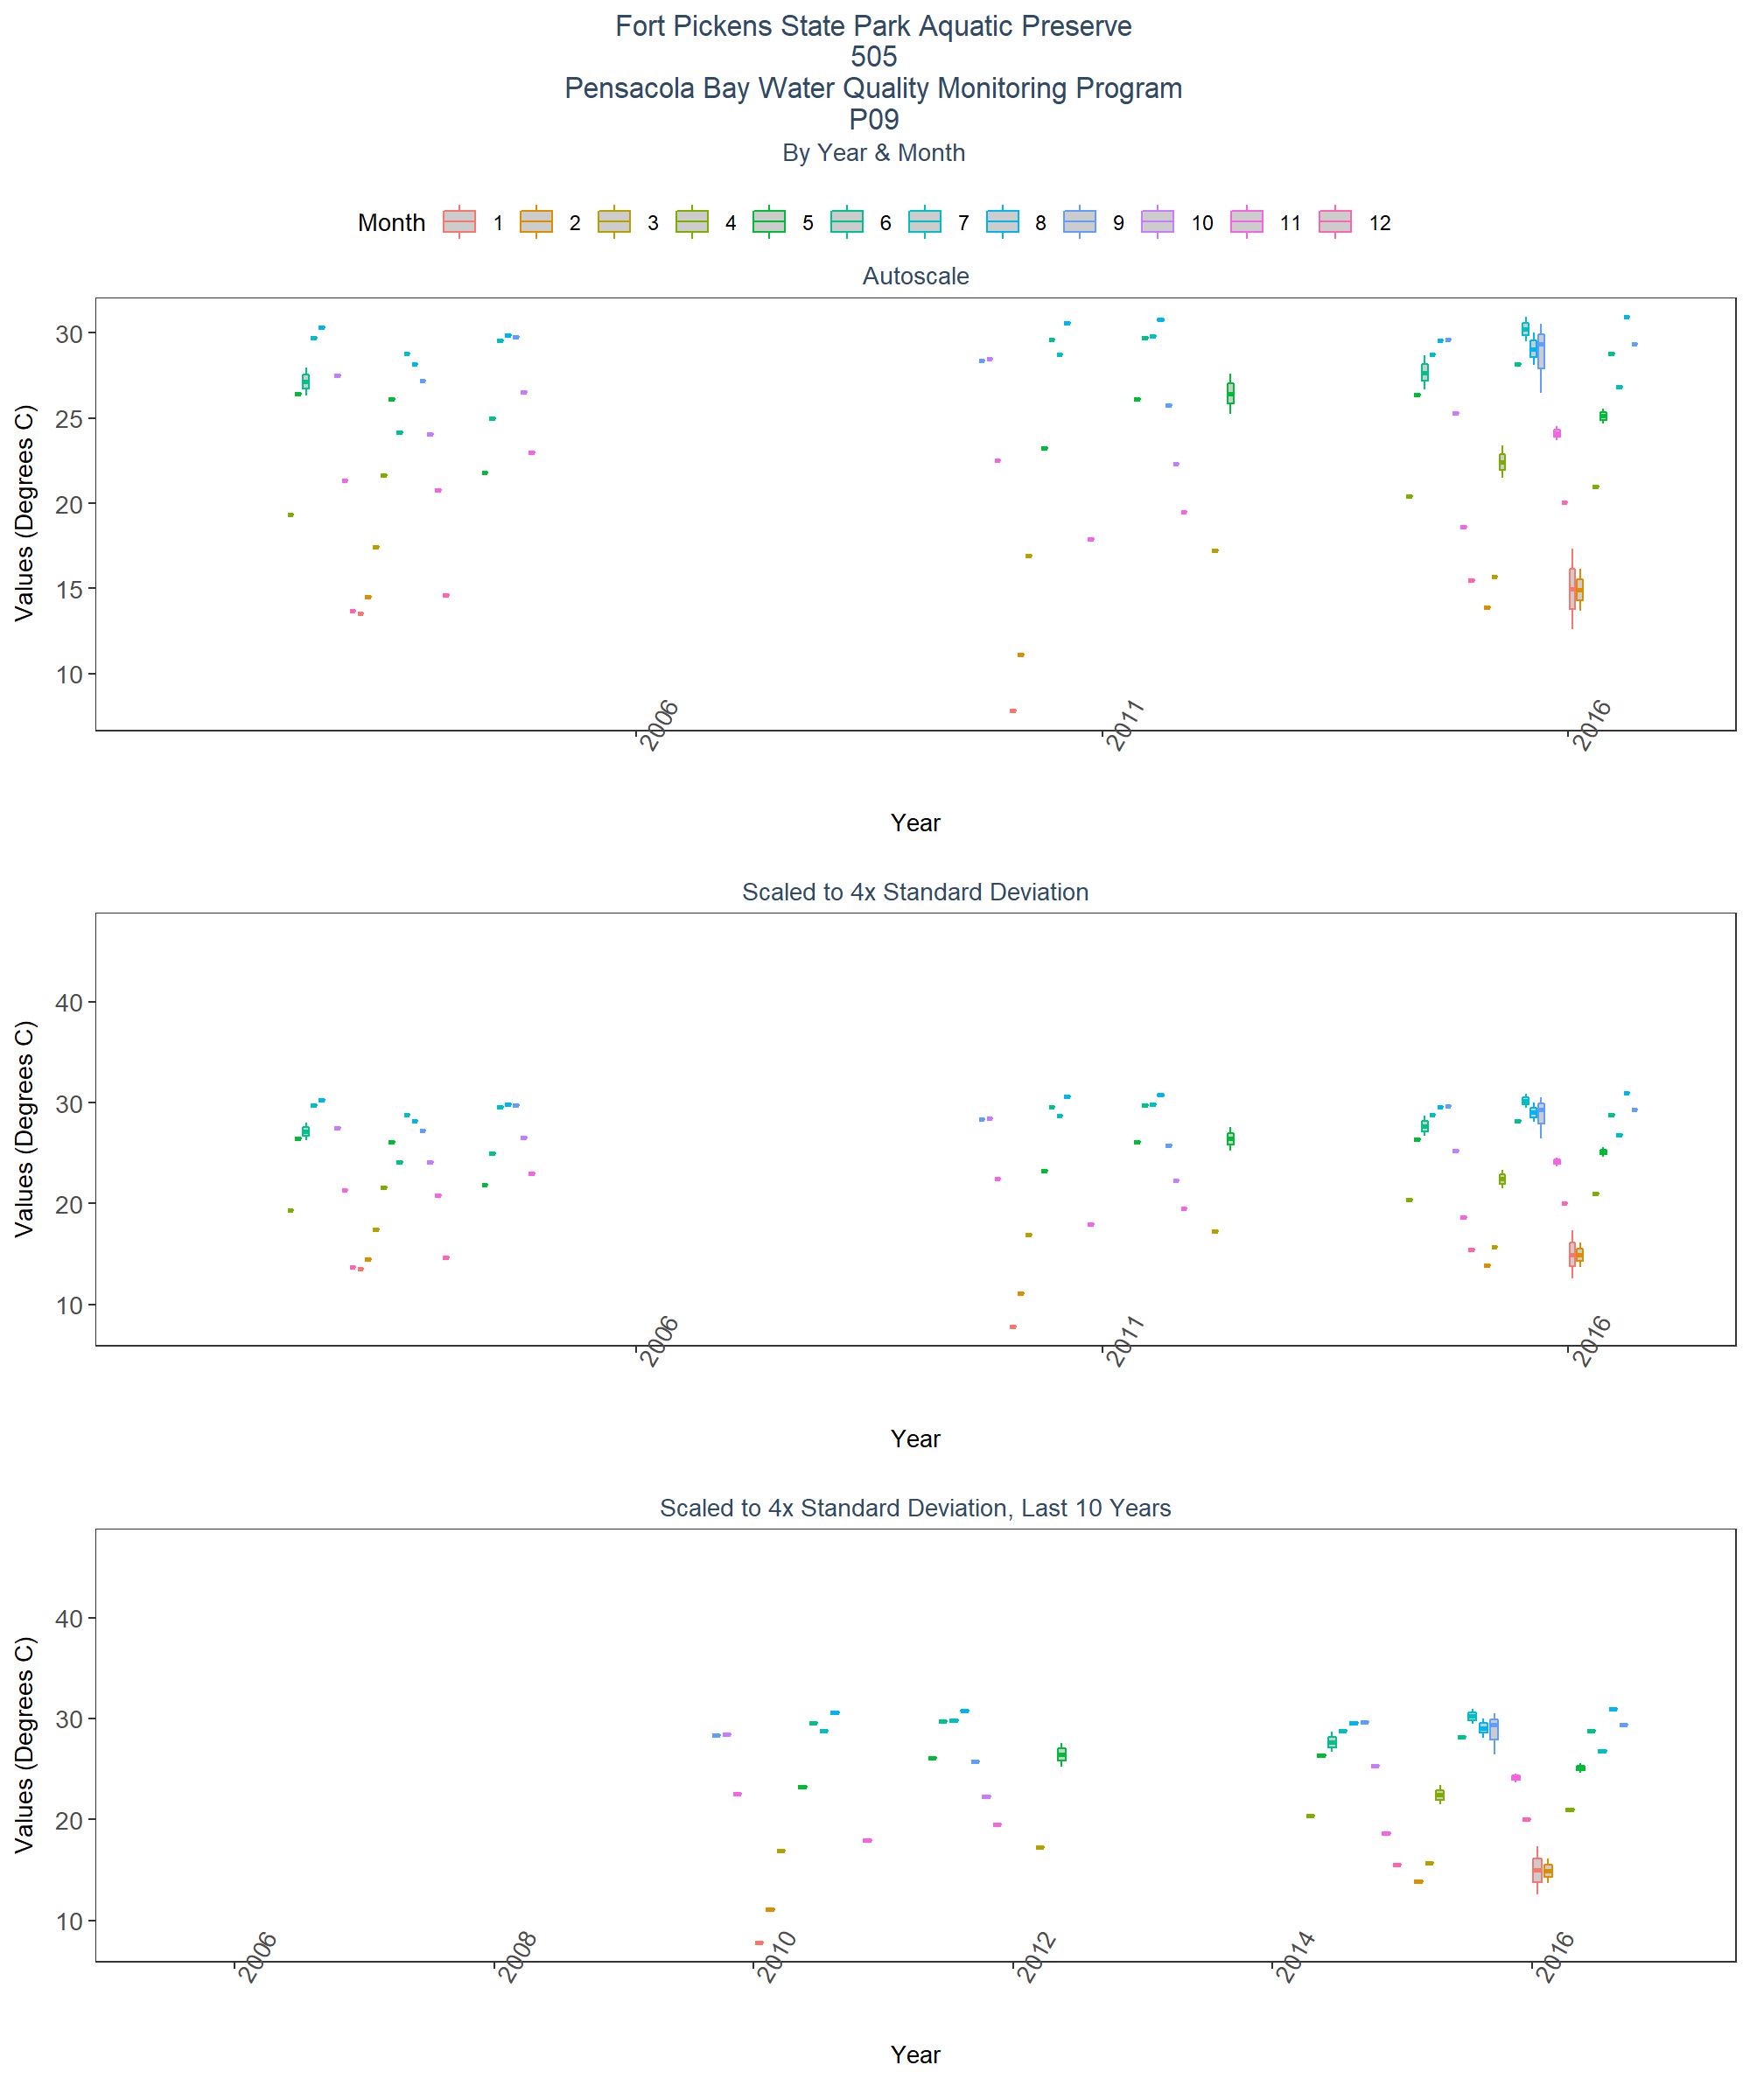 Fort Pickens State Park Aquatic Preserve
505
Pensacola Bay Water Quality Monitoring Program
P09
By Year & Month
Month 1 2 3 4 5 6 7 8 9 10 11 12
Autoscale
Values (Degrees C)
30
25
20
15
10
2006 2011 2016
Year
Scaled to 4x Standard Deviation
Values (Degrees C)
40
30
20
10
2006 2011 2016
Year
Scaled to 4x Standard Deviation, Last 10 Years
Values (Degrees C)
40
30
20
10
2006 2008 2010 2012 2014 2016
Year